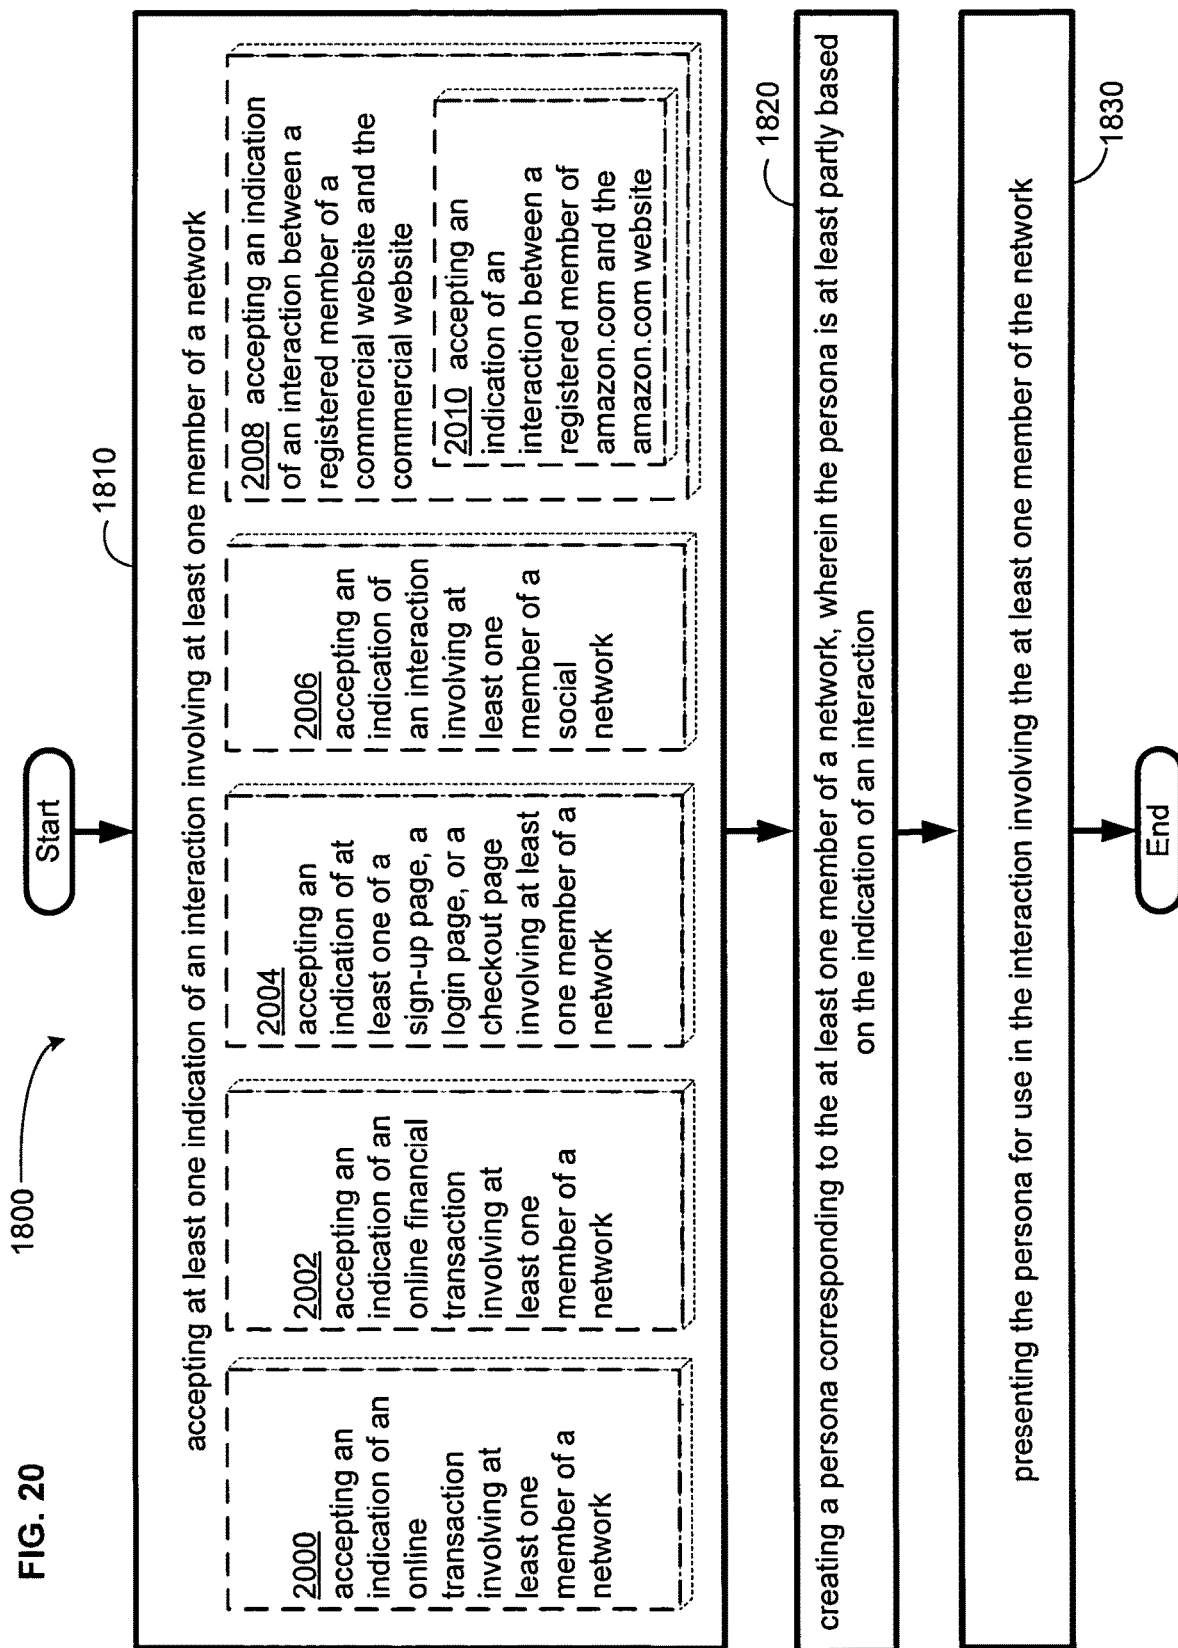 FIG. 20
1800
Start
1810
accepting at least one indication of an interaction involving at least one member of a network
2000
accepting an
indication of an
online
transaction
involving at
least one
member of a
network
2002
accepting an
indication of an
online financial
transaction
involving at
least one
member of a
network
2004
accepting an
indication of at
least one of a
sign-up page, a
login page, or a
checkout page
involving at least
one member of a
network
2006
accepting an
indication of
an interaction
involving at
least one
member of a
social
network
2008 accepting an indication
of an interaction between a
registered member of a
commercial website and the
commercial website
2010 accepting an
indication of an
interaction between a
registered member of
amazon.com and the
amazon.com website
1820
creating a persona corresponding to the at least one member of a network, wherein the persona is at least partly based
on the indication of an interaction
1830
presenting the persona for use in the interaction involving the at least one member of the network
End